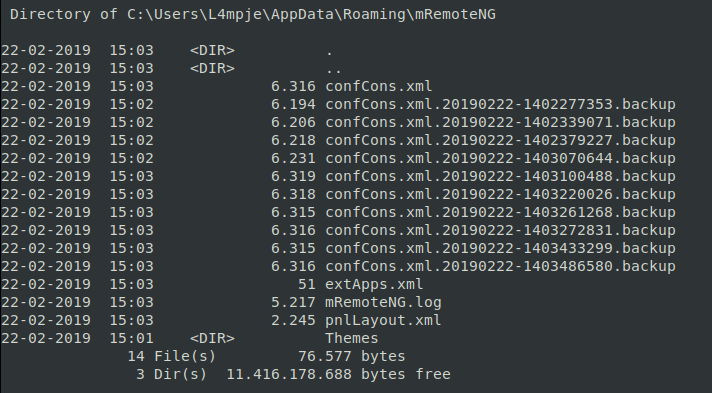 Directory of C:\Users\L4mpje\AppData\Roaming\mRemoteNG
22-02-2019  15:03    <DIR>          .
22-02-2019  15:03    <DIR>          ..
22-02-2019  15:03             6.316 confCons.xml
22-02-2019  15:02             6.194 confCons.xml.20190222-1402277353.backup
22-02-2019  15:02             6.206 confCons.xml.20190222-1402339071.backup
22-02-2019  15:02             6.218 confCons.xml.20190222-1402379227.backup
22-02-2019  15:02             6.231 confCons.xml.20190222-1403070644.backup
22-02-2019  15:03             6.319 confCons.xml.20190222-1403100488.backup
22-02-2019  15:03             6.318 confCons.xml.20190222-1403220026.backup
22-02-2019  15:03             6.315 confCons.xml.20190222-1403261268.backup
22-02-2019  15:03             6.316 confCons.xml.20190222-1403272831.backup
22-02-2019  15:03             6.315 confCons.xml.20190222-1403433299.backup
22-02-2019  15:03             6.316 confCons.xml.20190222-1403486580.backup
22-02-2019  15:03                51 extApps.xml
22-02-2019  15:03             5.217 mRemoteNG.log
22-02-2019  15:03             2.245 pnlLayout.xml
22-02-2019  15:01    <DIR>          Themes
14 File(s)         76.577 bytes
3 Dir(s)  11.416.178.688 bytes free